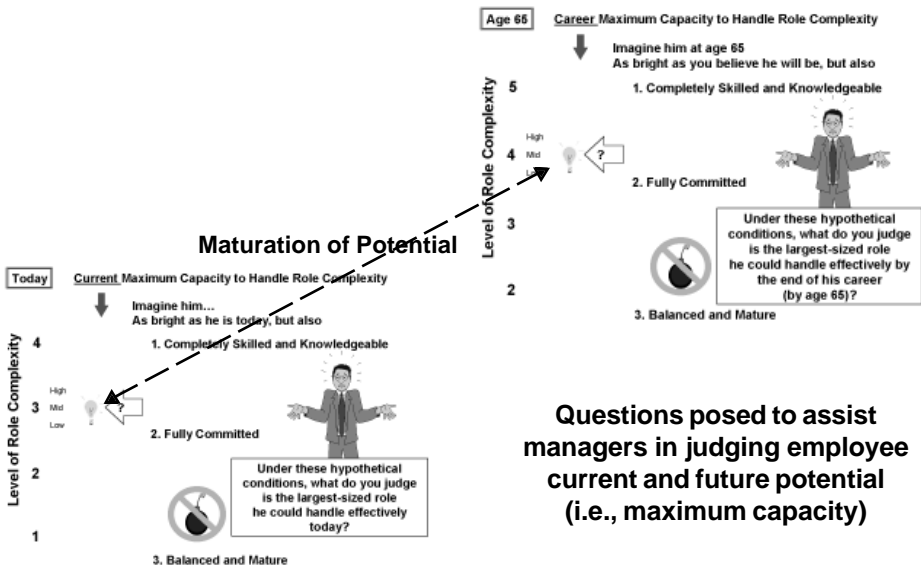 Age 65
Career Maximum Capacity to Handle Role Complexity
Imagine him at age 65
As bright as you believe he will be, but also
Level of Role Complexity
5
1. Completely Skilled and Knowledgeable
High
4
Mid
?
Low
2. Fully Committed
3
Under these hypothetical
conditions, what do you judge
is the largest-sized role
he could handle effectively by
the end of his career
(by age 65)?
2
3. Balanced and Mature
Maturation of Potential
Today
Current Maximum Capacity to Handle Role Complexity
Imagine him...
As bright as he is today, but also
Level of Role Complexity
4
1. Completely Skilled and Knowledgeable
High
3
Mid
?
Low
2. Fully Committed
2
Under these hypothetical
conditions, what do you judge
is the largest-sized role
he could handle effectively
today?
1
3. Balanced and Mature
Questions posed to assist
managers in judging employee
current and future potential
(i.e., maximum capacity)